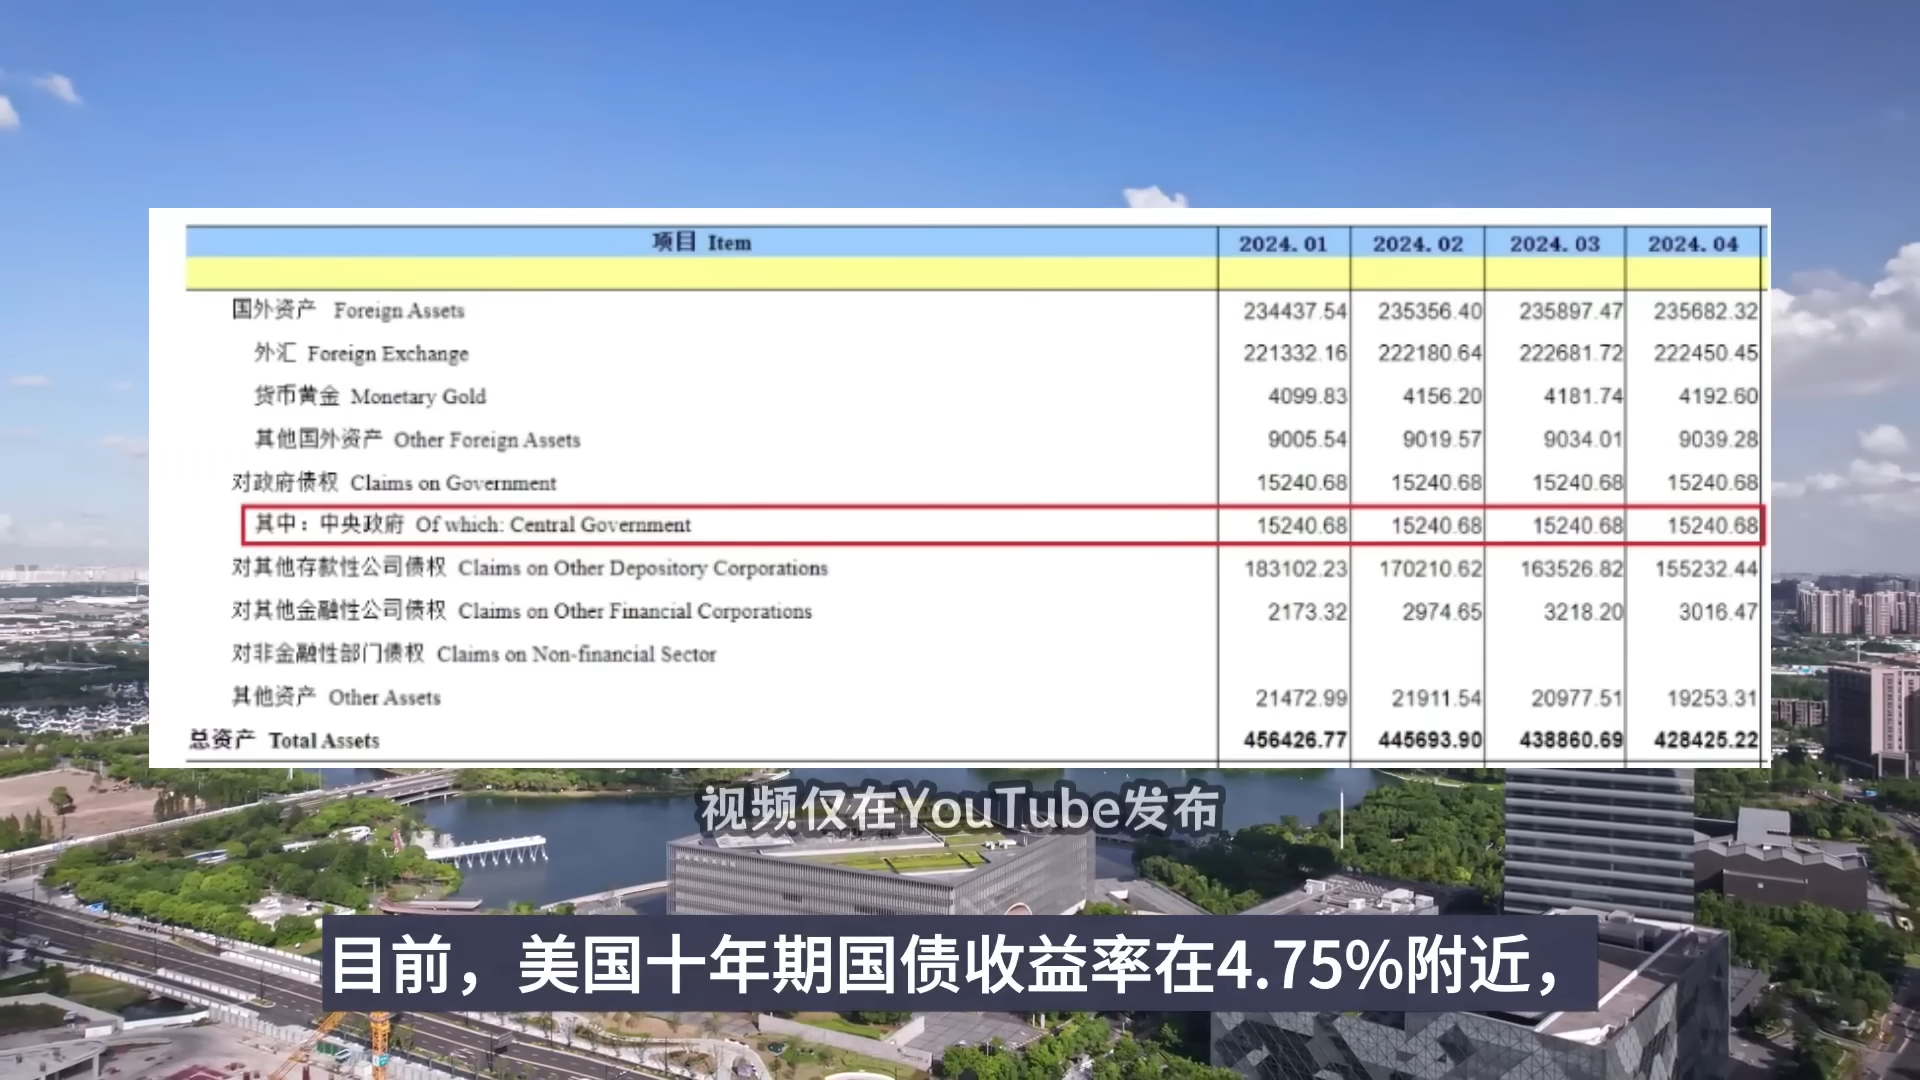 项目 Item 2024.01 2024.02 2024.03 2024.04
国外资产 Foreign Assets 234437.54 235356.40 235897.47 235682.32
外汇 Foreign Exchange 221332.16 222180.64 222681.72 222450.45
货币黄金 Monetary Gold 4099.83 4156.20 4181.74 4192.60
其他国外资产 Other Foreign Assets 9005.54 9019.57 9034.01 9039.28
对政府债权 Claims on Government 15240.68 15240.68 15240.68 15240.68
其中：中央政府 Of which: Central Government 15240.68 15240.68 15240.68 15240.68
对其他存款性公司债权 Claims on Other Depository Corporations 183102.23 170210.62 163526.82 155232.44
对其他金融性公司债权 Claims on Other Financial Corporations 2173.32 2974.65 3218.20 3016.47
对非金融性部门债权 Claims on Non-financial Sector
其他资产 Other Assets 21472.99 21911.54 20977.51 19253.31
总资产 Total Assets 456426.77 445693.90 438860.69 428425.22
视频仅在YouTube发布
目前，美国十年期国债收益率在4.75%附近，